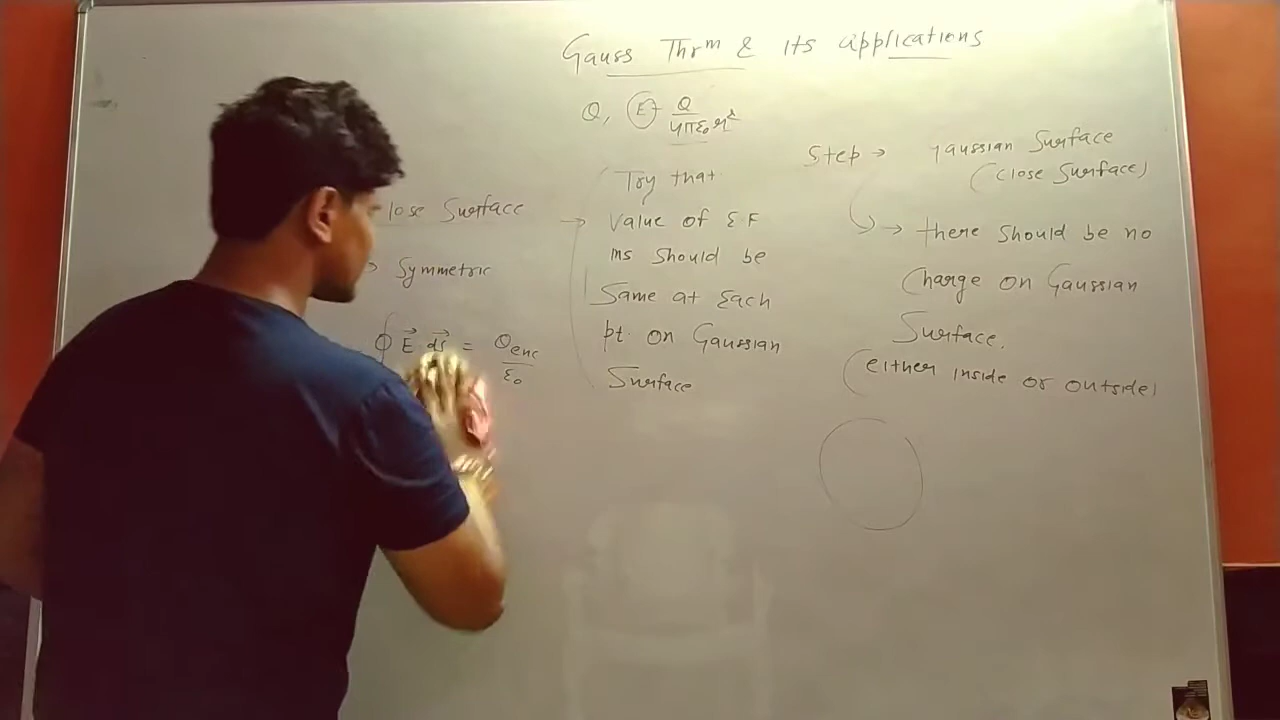 Gauss Thrm & its applications
Q, E → Q / 4πε₀r²
lose Surface
→ Symmetric
∮ E⃗ ds⃗ = Qenc / ε₀
Try that
→ value of EF
should be
Same at Each
pt. on Gaussian
Surface
Step → gaussian Surface
(close surface)
→ there should be no
Charge on Gaussian
Surface.
(either inside or outside)